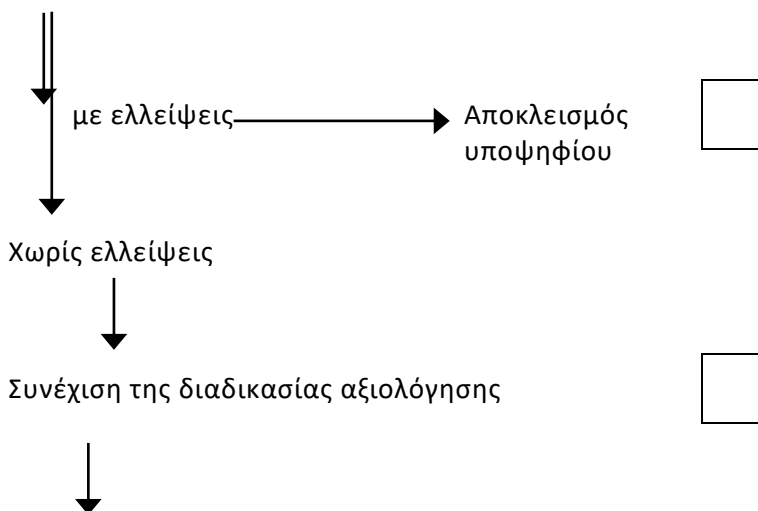 με ελλείψεις
Αποκλεισμός
υποψηφίου
Χωρίς ελλείψεις
Συνέχιση της διαδικασίας αξιολόγησης